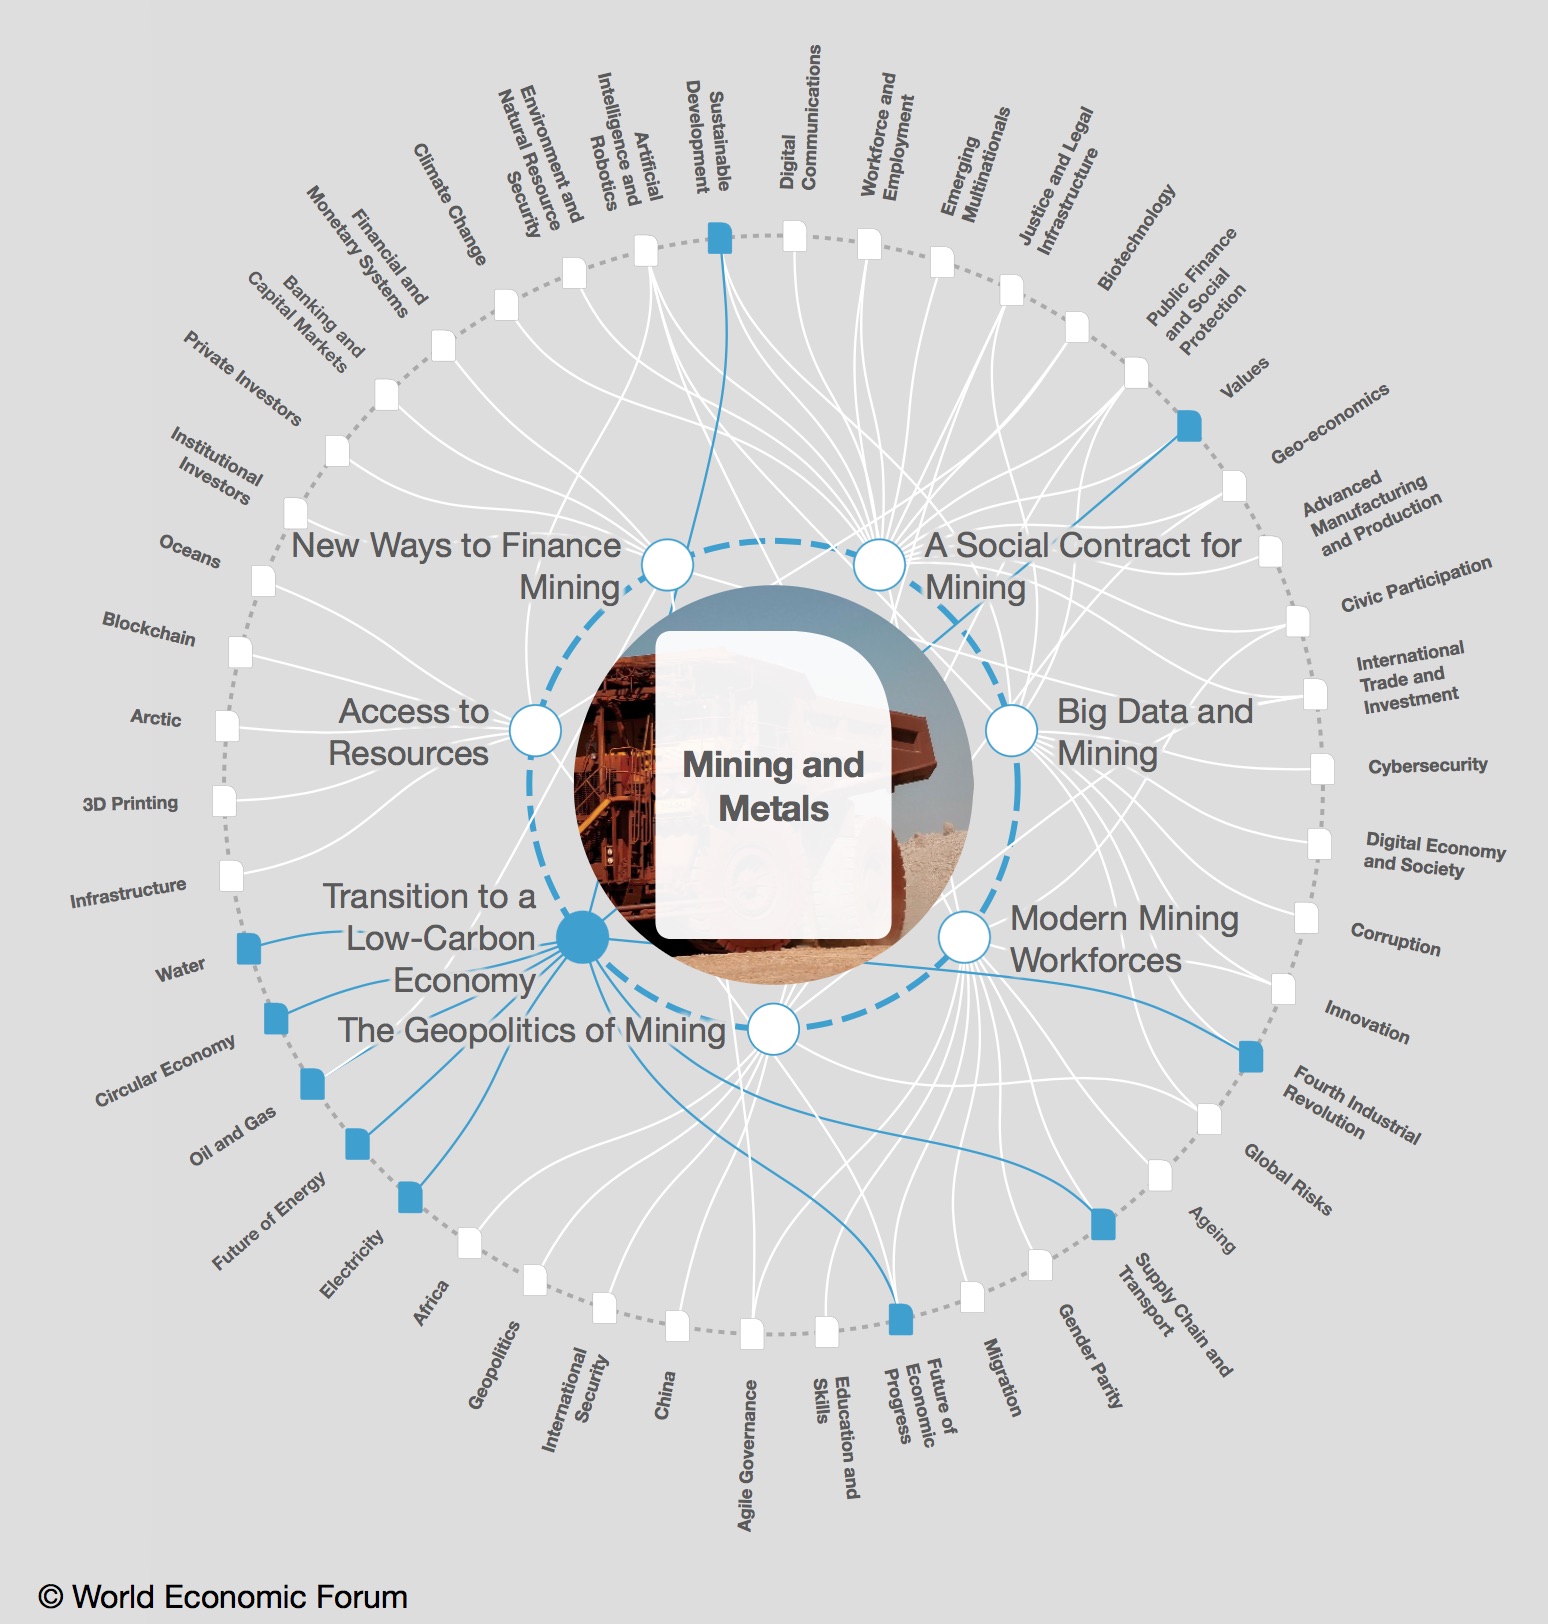 Sustainable
Development
Digital
Communications
Workforce and
Employment
Emerging
Multinationals
Justice and Legal
Infrastructure
Biotechnology
Public Finance
and Social
Protection
Values
Geo-economics
Advanced
Manufacturing
and Production
Civic Participation
International
Trade and
Investment
Cybersecurity
Digital Economy
and Society
Corruption
Innovation
Fourth Industrial
Revolution
Global Risks
Ageing
Supply Chain and
Transport
Gender Parity
Migration
Future of
Economic
Progress
Education and
Skills
Agile Governance
China
International
Security
Geopolitics
Africa
Electricity
Future of Energy
Oil and Gas
Circular Economy
Water
Infrastructure
3D Printing
Arctic
Blockchain
Oceans
Institutional
Investors
Private Investors
Banking and
Capital Markets
Financial and
Monetary Systems
Climate Change
Environment and
Natural Resource
Security
Artificial
Intelligence and
Robotics
New Ways to Finance
Mining
A Social Contract for
Mining
Access to
Resources
Big Data and
Mining
Mining and
Metals
Transition to a
Low-Carbon
Economy
Modern Mining
Workforces
The Geopolitics of Mining
© World Economic Forum